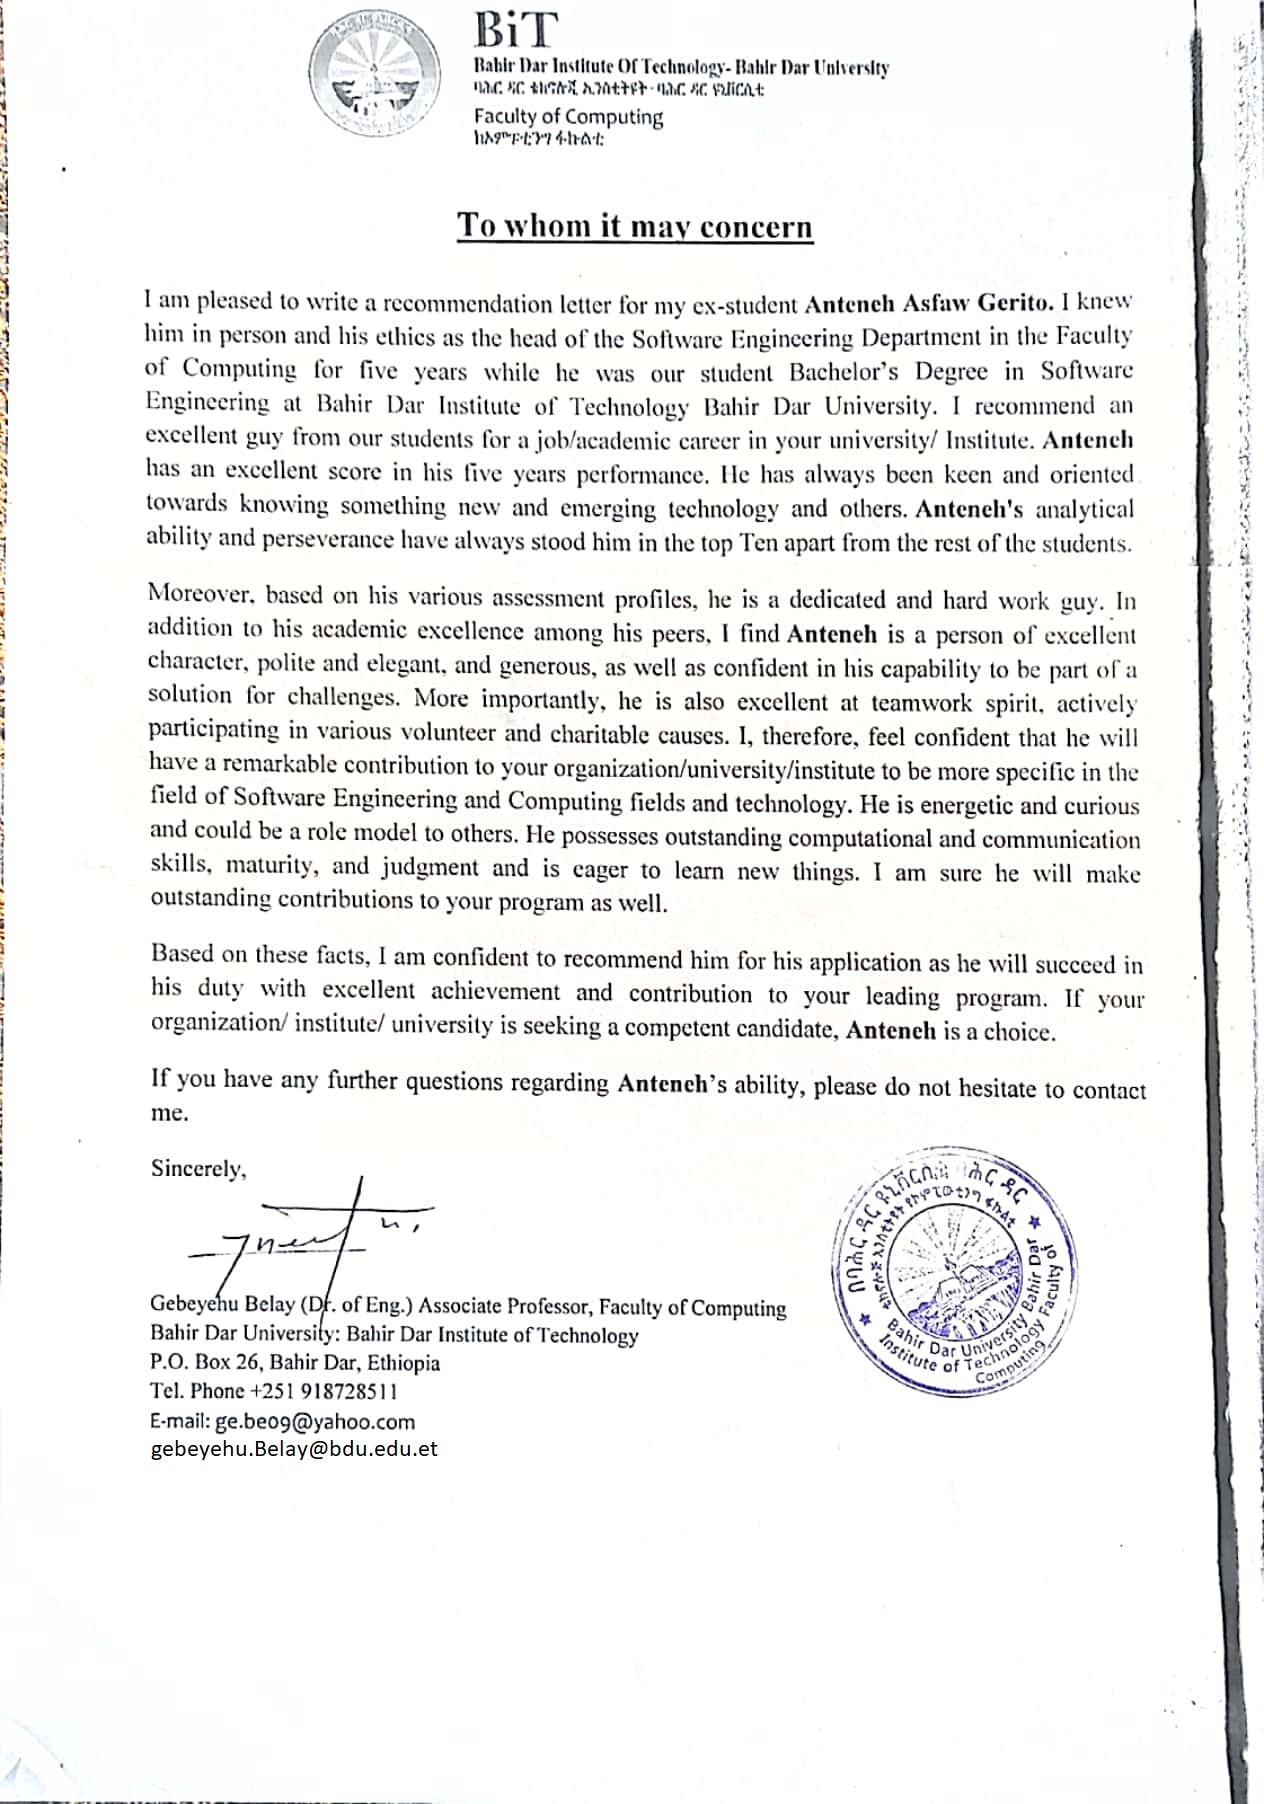 BiT
Bahir Dar Institute Of Technology- Bahir Dar University
ባሕር ዳር ቴክኖሎጂ ኢንስቲትዩት - ባሕር ዳር ዩኒቨርሲቲ
Faculty of Computing
ኮምፒዩቲንግ ፋኩልቲ
To whom it may concern
I am pleased to write a recommendation letter for my ex-student Anteneh Asfaw Gerito. I knew
him in person and his ethics as the head of the Software Engineering Department in the Faculty
of Computing for five years while he was our student Bachelor's Degree in Software
Engineering at Bahir Dar Institute of Technology Bahir Dar University. I recommend an
excellent guy from our students for a job/academic career in your university/ Institute. Anteneh
has an excellent score in his five years performance. He has always been keen and oriented
towards knowing something new and emerging technology and others. Anteneh's analytical
ability and perseverance have always stood him in the top Ten apart from the rest of the students.
Moreover, based on his various assessment profiles, he is a dedicated and hard work guy. In
addition to his academic excellence among his peers, I find Anteneh is a person of excellent
character, polite and elegant, and generous, as well as confident in his capability to be part of a
solution for challenges. More importantly, he is also excellent at teamwork spirit, actively
participating in various volunteer and charitable causes. I, therefore, feel confident that he will
have a remarkable contribution to your organization/university/institute to be more specific in the
field of Software Engineering and Computing fields and technology. He is energetic and curious
and could be a role model to others. He possesses outstanding computational and communication
skills, maturity, and judgment and is eager to learn new things. I am sure he will make
outstanding contributions to your program as well.
Based on these facts, I am confident to recommend him for his application as he will succeed in
his duty with excellent achievement and contribution to your leading program. If your
organization/ institute/ university is seeking a competent candidate, Anteneh is a choice.
If you have any further questions regarding Anteneh's ability, please do not hesitate to contact
me.
Sincerely,
Gebeyehu Belay (Dr. of Eng.) Associate Professor, Faculty of Computing
Bahir Dar University: Bahir Dar Institute of Technology
P.O. Box 26, Bahir Dar, Ethiopia
Tel. Phone +251 918728511
E-mail: ge.be09@yahoo.com
gebeyehu.Belay@bdu.edu.et
በባሕር ዳር ዩኒቨርሲቲ ባሕር ዳር
ቴክኖሎጂ ኢንስቲትዩት የኮምፒውቲንግ ፋኩልቲ
Bahir Dar University Bahir Dar
Institute of Technology Faculty of
Computing